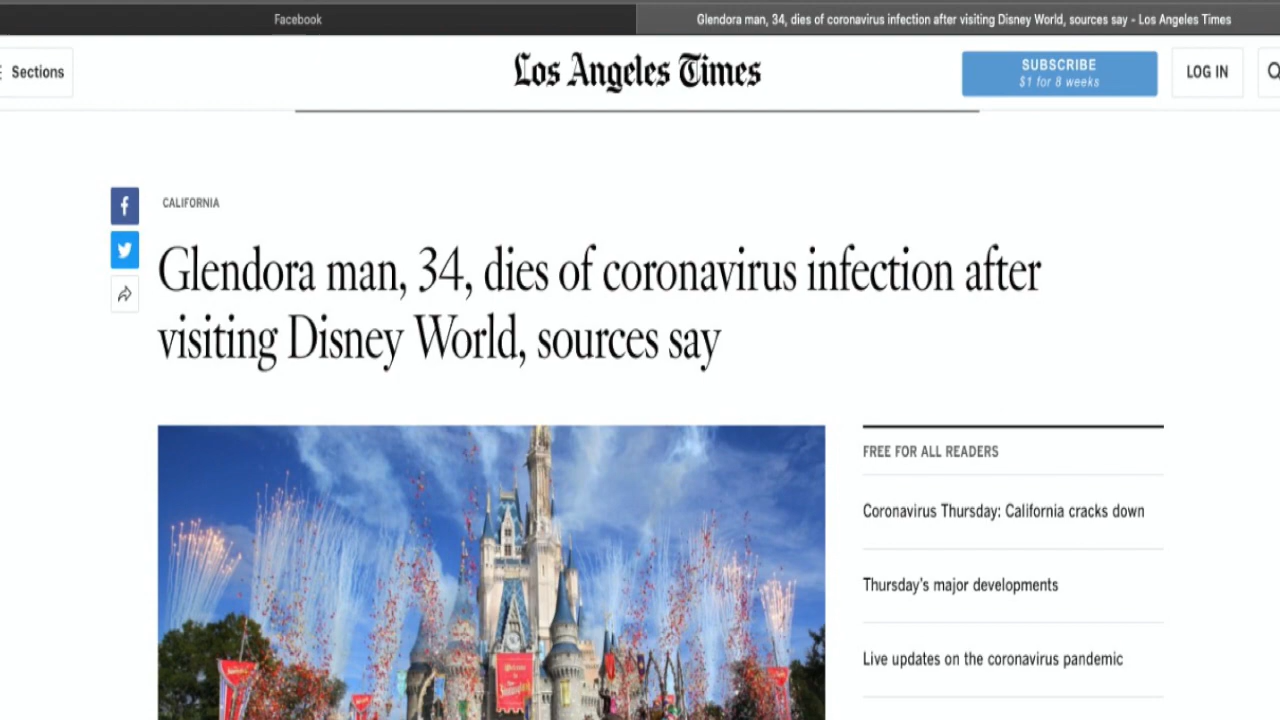 Facebook
Glendora man, 34, dies of coronavirus infection after visiting Disney World, sources say - Los Angeles Times
Sections
Los Angeles Times
SUBSCRIBE
$1 for 8 weeks
LOG IN
CALIFORNIA
Glendora man, 34, dies of coronavirus infection after
visiting Disney World, sources say
FREE FOR ALL READERS
Coronavirus Thursday: California cracks down
Thursday's major developments
Live updates on the coronavirus pandemic
Welcome